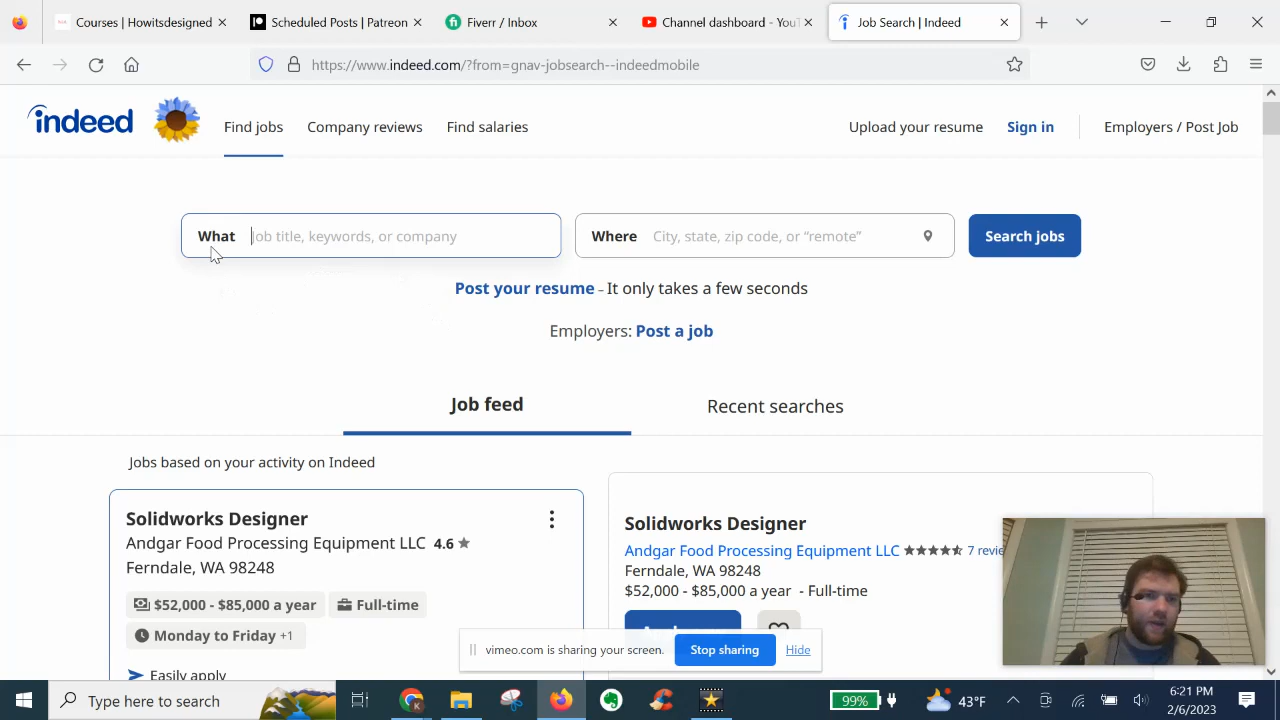 Courses | Howitsdesigned
Scheduled Posts | Patreon
Fiverr / Inbox
Channel dashboard - YouT
Job Search | Indeed
https://www.indeed.com/?from=gnav-jobsearch--indeedmobile
indeed
Find jobs
Company reviews
Find salaries
Upload your resume
Sign in
Employers / Post Job
What
Job title, keywords, or company
Where
City, state, zip code, or “remote”
Search jobs
Post your resume – It only takes a few seconds
Employers: Post a job
Job feed
Recent searches
Jobs based on your activity on Indeed
Solidworks Designer
Andgar Food Processing Equipment LLC 4.6
Ferndale, WA 98248
$52,000 - $85,000 a year
Full-time
Monday to Friday +1
Easily apply
Solidworks Designer
Andgar Food Processing Equipment LLC
7 revie
Ferndale, WA 98248
$52,000 - $85,000 a year - Full-time
vimeo.com is sharing your screen.
Stop sharing
Hide
Type here to search
99%
43°F
6:21 PM
2/6/2023